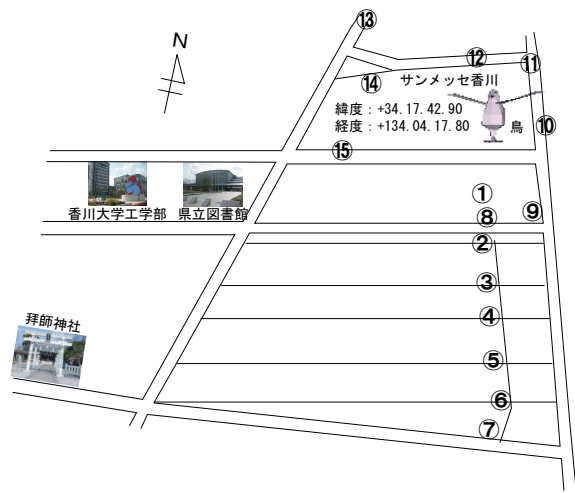 ⑬
N
⑫
⑪
⑭
サンメッセ香川
緯度：+34.17.42.90
経度：+134.04.17.80
鳥
⑩
⑮
香川大学工学部
県立図書館
①
⑨
⑧
②
③
④
拝師神社
⑤
⑥
⑦